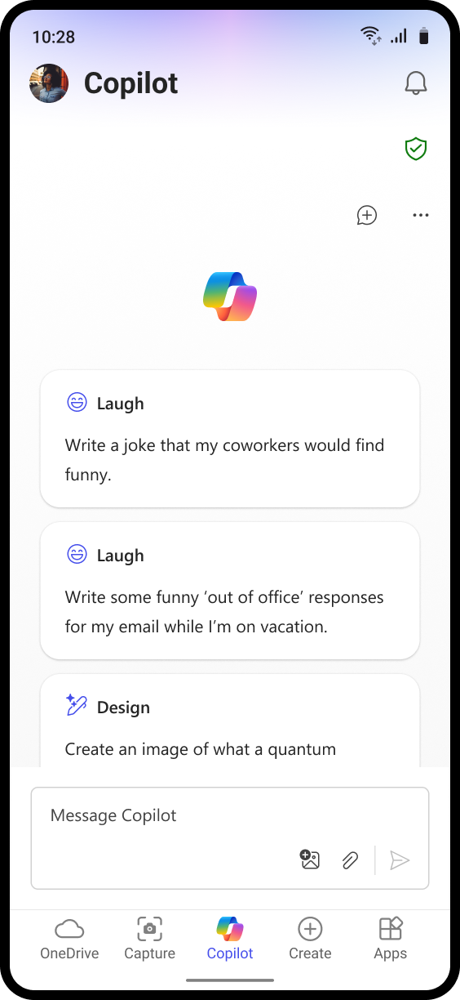 10:28
Copilot
Laugh
Write a joke that my coworkers would find
funny.
Laugh
Write some funny ‘out of office’ responses
for my email while I’m on vacation.
Design
Create an image of what a quantum
Message Copilot
OneDrive Capture Copilot Create Apps